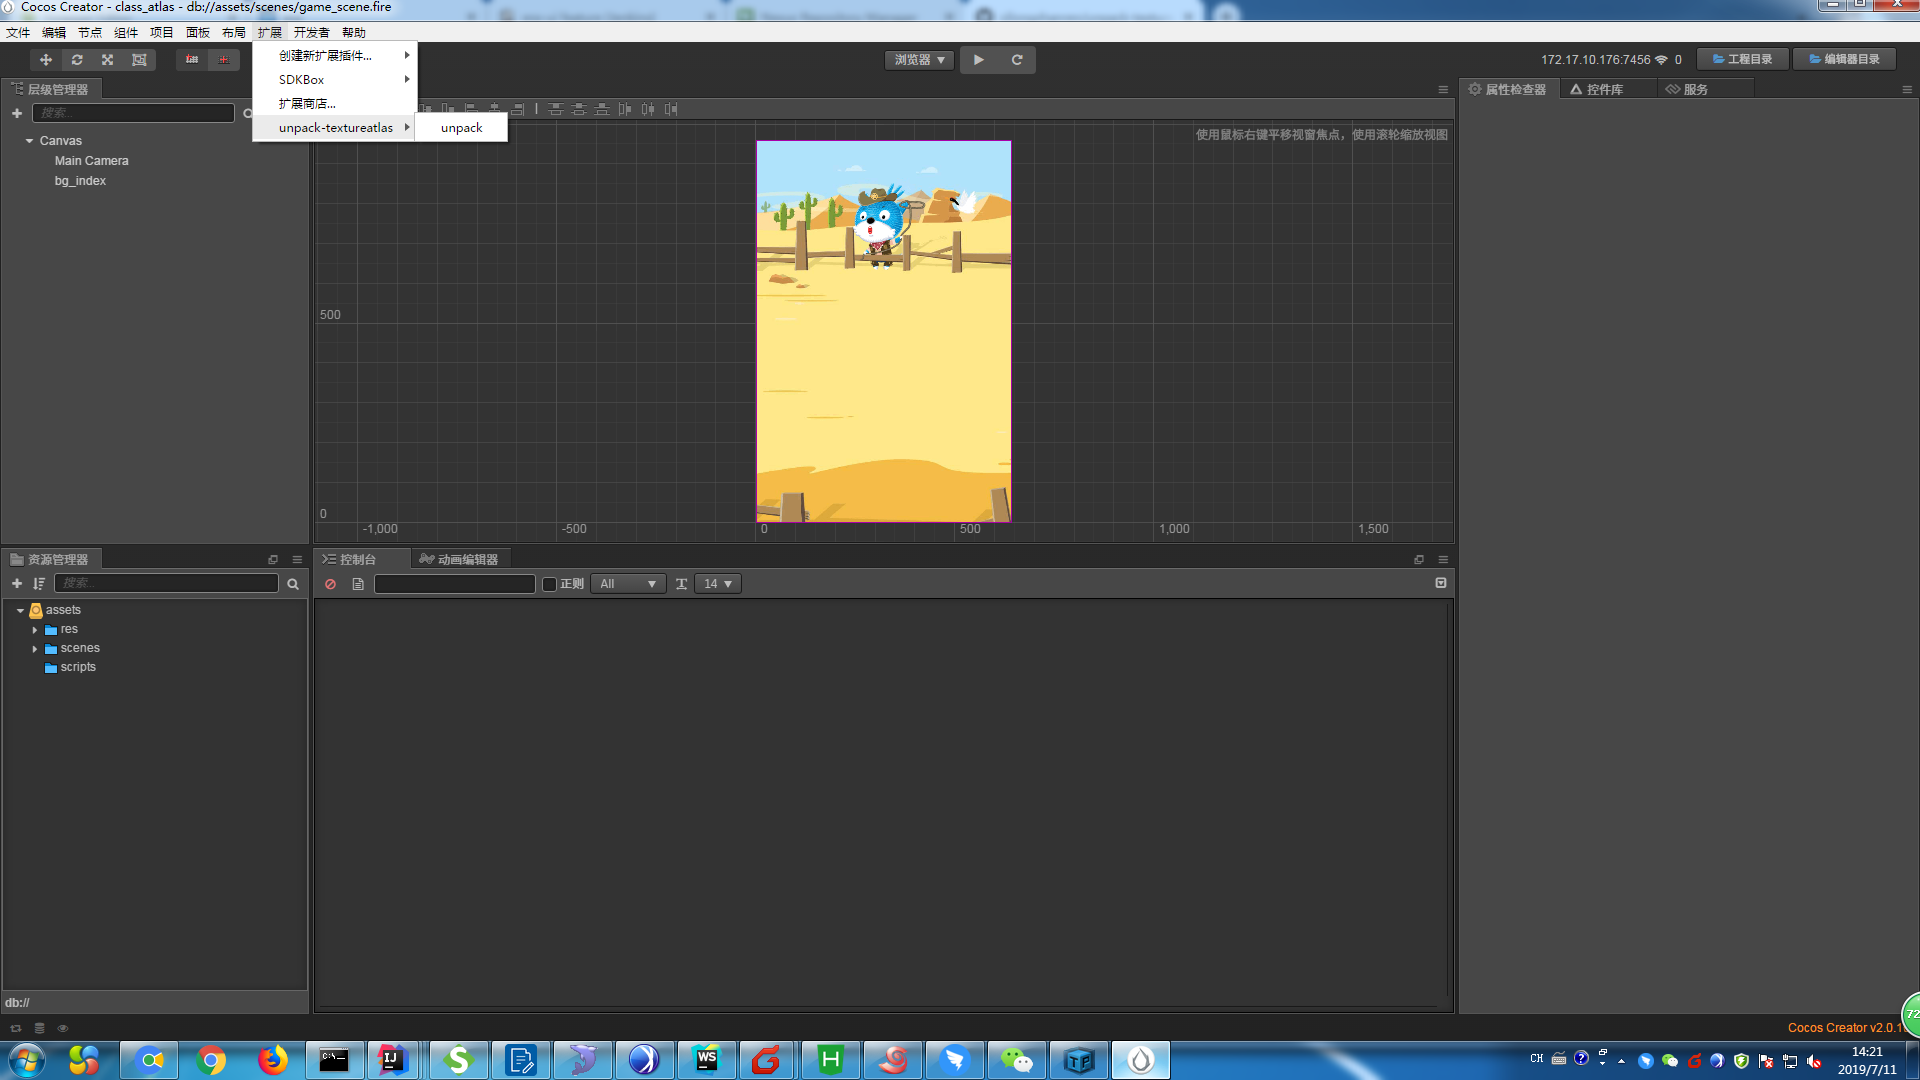 Cocos Creator - class_atlas - db://assets/scenes/game_scene.fire
文件 编辑 节点 组件 项目 面板 布局 扩展 开发者 帮助
创建新扩展插件...
SDKBox
扩展商店...
unpack-textureatlas
unpack
浏览器
172.17.10.176:7456 0
工程目录
编辑器目录
层级管理器
搜索...
Canvas
Main Camera
bg_index
使用鼠标右键平移视窗焦点，使用滚轮缩放视图
500
0
-1,000 -500 0 500 1,000 1,500
属性检查器 控件库 服务
资源管理器
搜索...
assets
res
scenes
scripts
db://
控制台 动画编辑器
正则 All 14
Cocos Creator v2.0.1
72
CH
14:21
2019/7/11